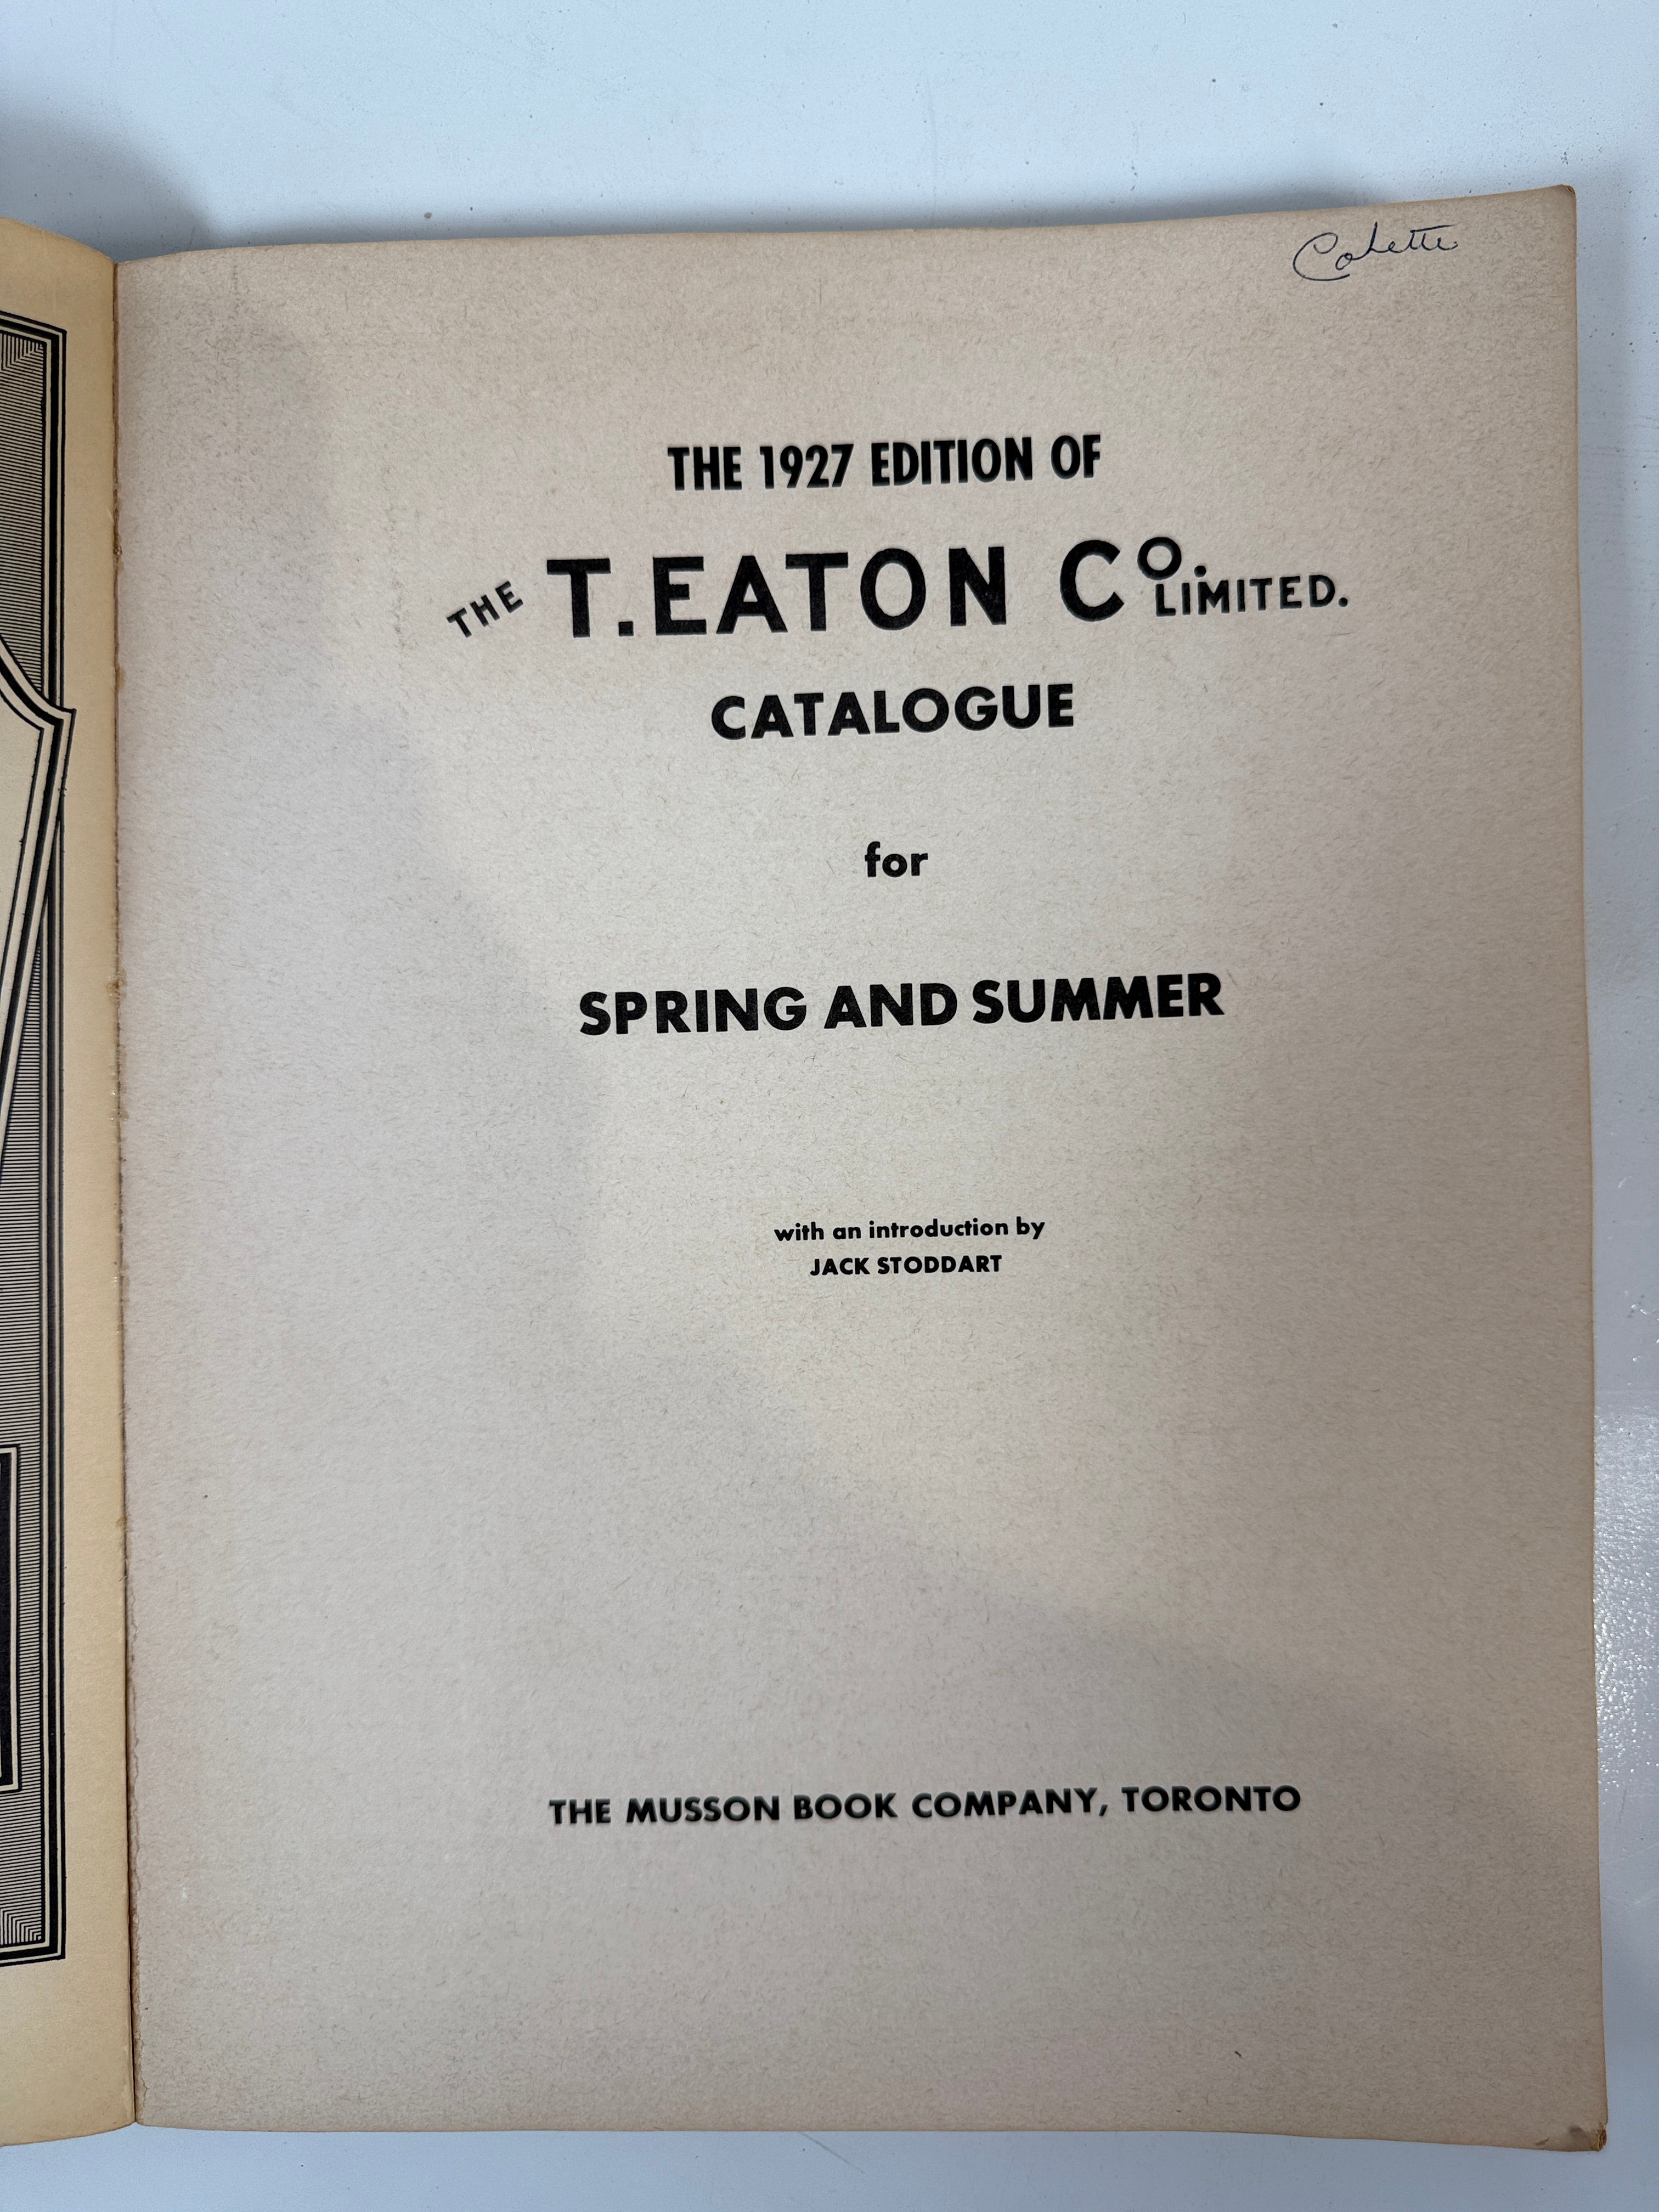 Colette
THE 1927 EDITION OF
THE T. EATON CO. LIMITED.
CATALOGUE
for
SPRING AND SUMMER
with an introduction by
JACK STODDART
THE MUSSON BOOK COMPANY, TORONTO